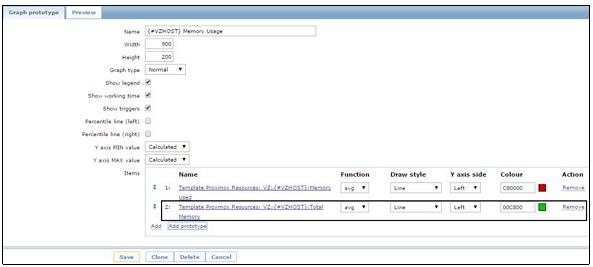 Graph prototype Preview
Name {#VZHOST} Memory Usage
Width 900
Height 200
Graph type Normal
Show legend
Show working time
Show triggers
Percentile line (left)
Percentile line (right)
Y axis MIN value Calculated
Y axis MAX value Calculated
Items Name Function Draw style Y axis side Colour Action
1: Template Proxmox Resources: VZ:{#VZHOST}:Memory Used avg Line Left C80000 Remove
2: Template Proxmox Resources: VZ:{#VZHOST}:Total Memory avg Line Left 00C800 Remove
Add Add prototype
Save Clone Delete Cancel